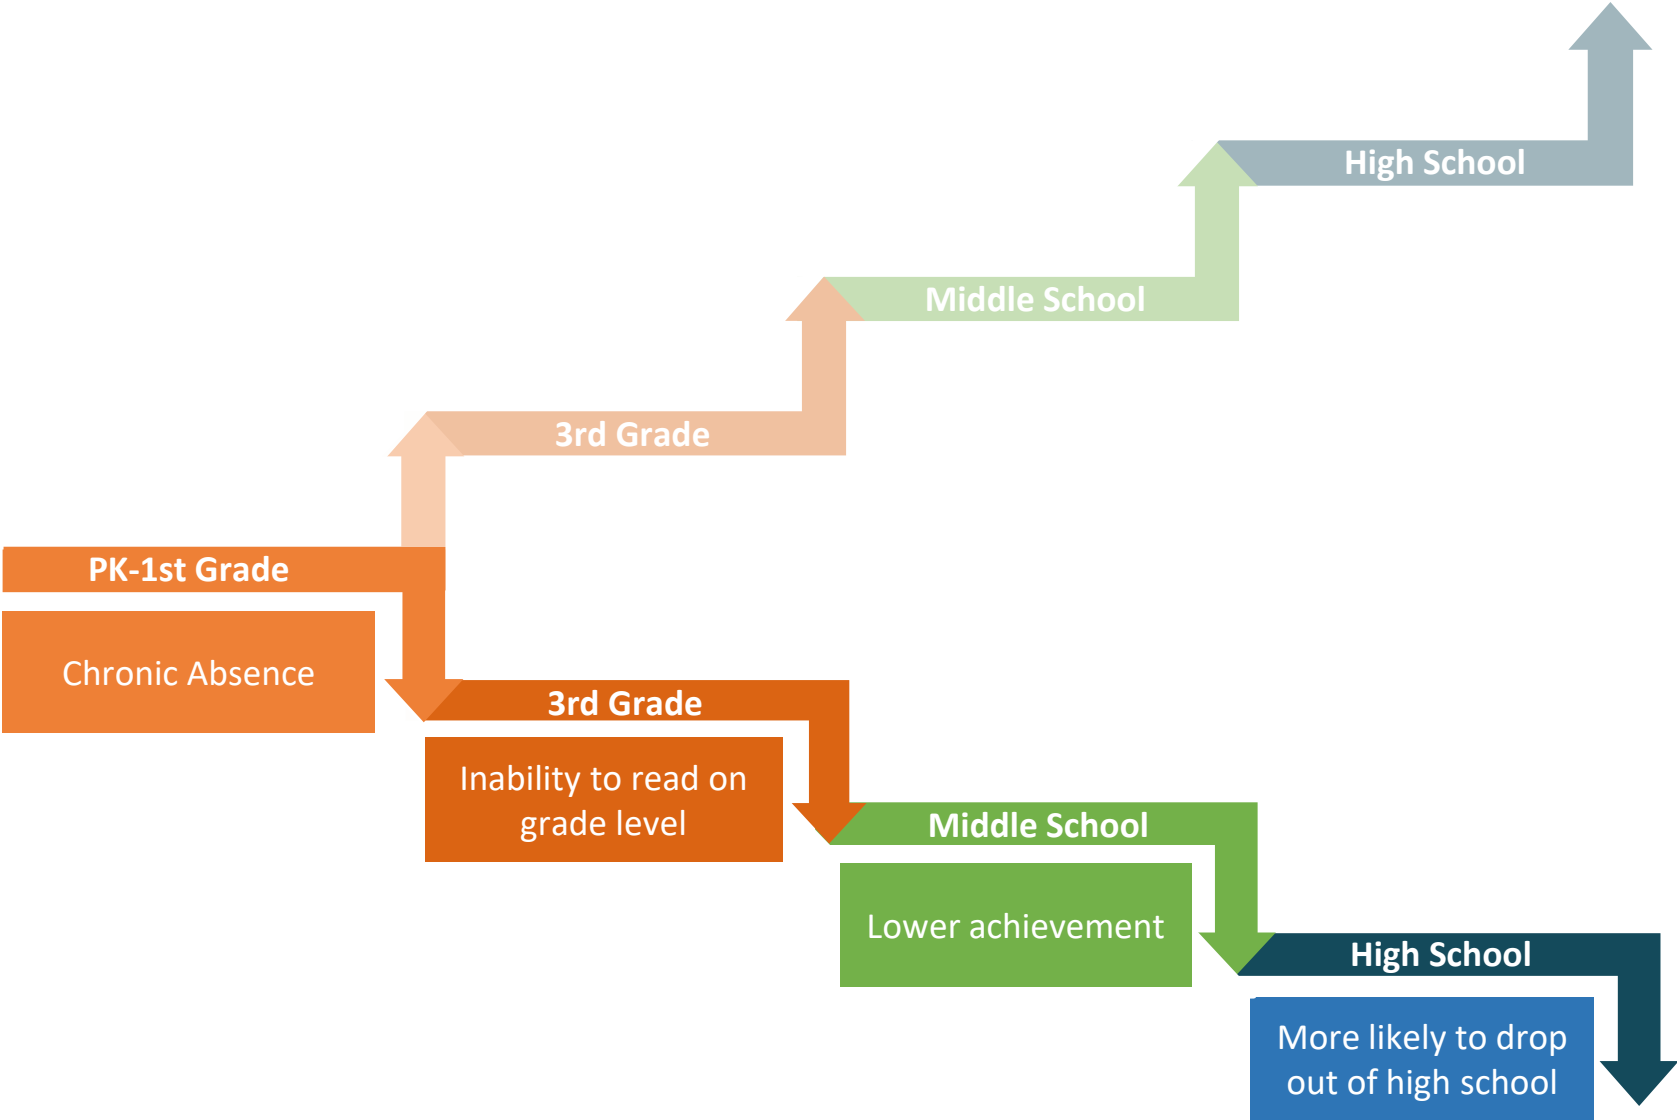 High School
Middle School
3rd Grade
PK-1st Grade
Chronic Absence
3rd Grade
Inability to read on
grade level
Middle School
Lower achievement
High School
More likely to drop
out of high school